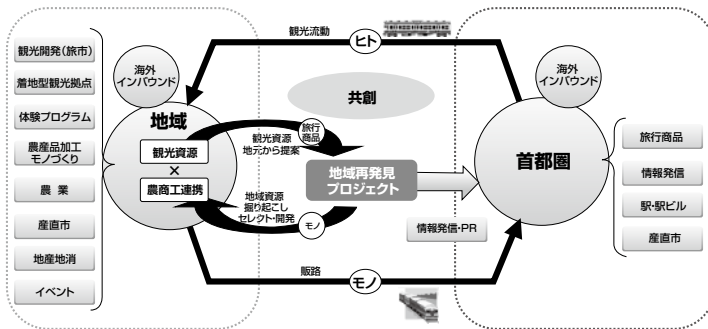 観光流動
ヒト
観光開発(旅市)
着地型観光拠点
体験プログラム
農産品加工
モノづくり
農業
産直市
地産地消
イベント
海外
インバウンド
地域
観光資源
×
農商工連携
共創
旅行
商品
観光資源
地元から提案
地域再発見
プロジェクト
地域資源
掘り起こし
セレクト・開発
モノ
情報発信・PR
海外
インバウンド
首都圏
旅行商品
情報発信
駅・駅ビル
産直市
販路
モノ